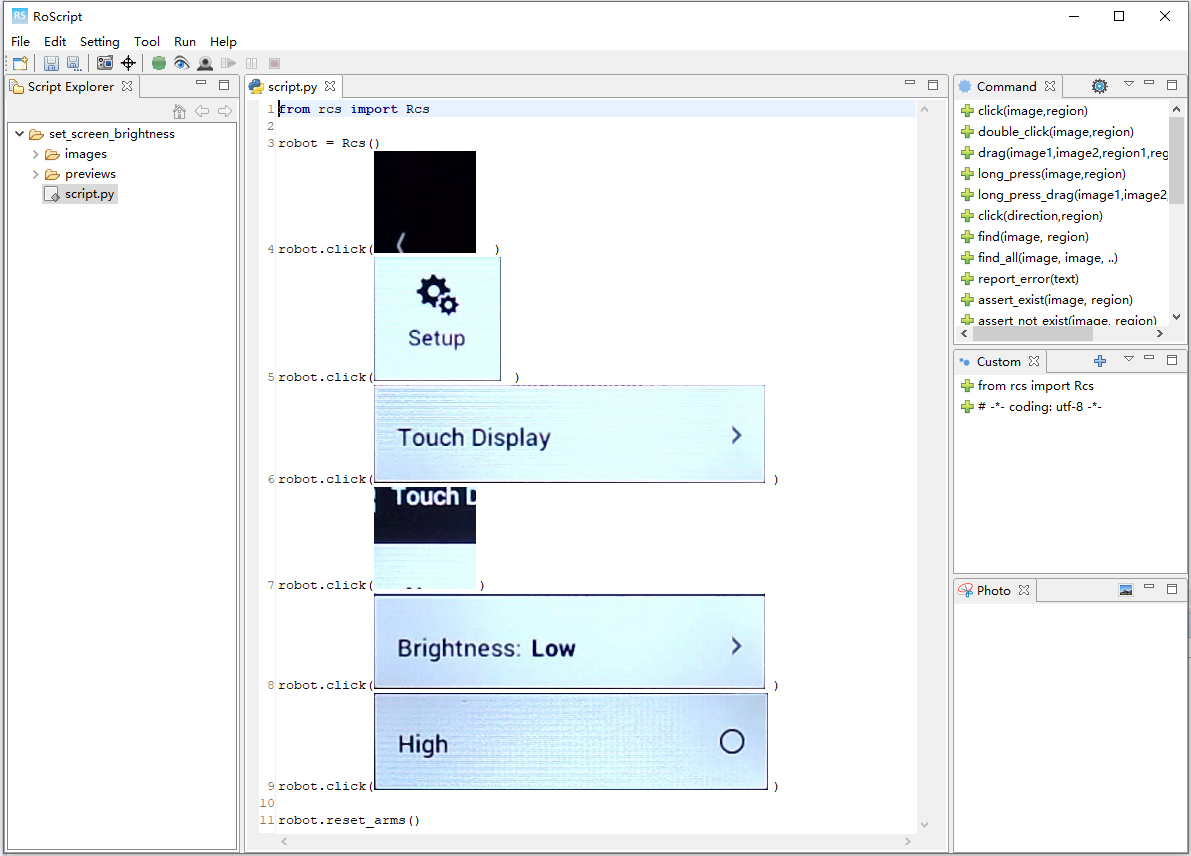 RS RoScript
File Edit Setting Tool Run Help
Script Explorer
set_screen_brightness
images
previews
script.py
script.py
1 from rcs import Rcs
2
3 robot = Rcs()
4 robot.click( )
Setup
5 robot.click( )
Touch Display
6 robot.click( )
Touch D
7 robot.click( )
Brightness: Low
8 robot.click( )
High
9 robot.click( )
10
11 robot.reset_arms()
Command
click(image,region)
double_click(image,region)
drag(image1,image2,region1,reg
long_press(image,region)
long_press_drag(image1,image2,
click(direction,region)
find(image, region)
find_all(image, image, ..)
report_error(text)
assert_exist(image, region)
assert_not_exist(image, region)
Custom
from rcs import Rcs
# -*- coding: utf-8 -*-
Photo